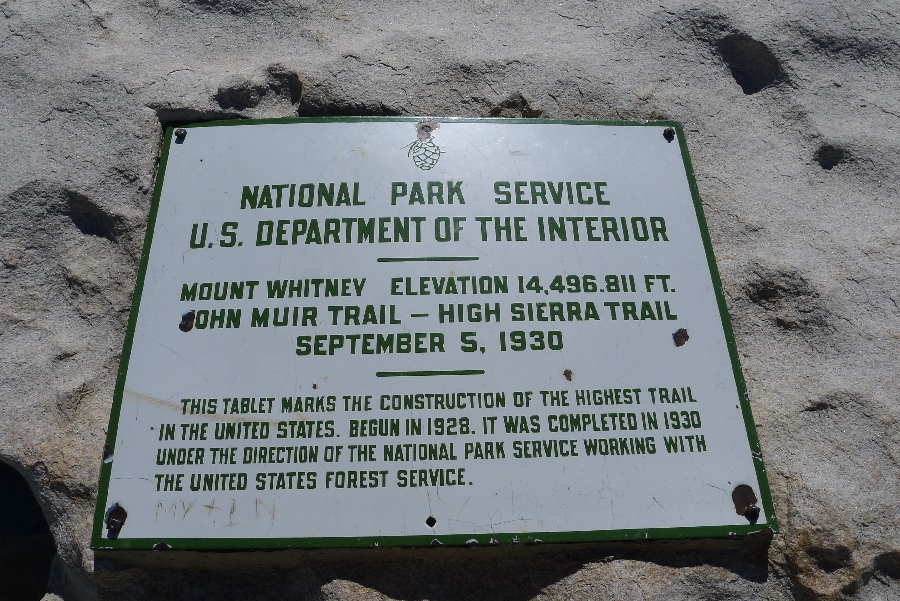 NATIONAL PARK SERVICE
U.S. DEPARTMENT OF THE INTERIOR
MOUNT WHITNEY ELEVATION 14,496.811 FT.
JOHN MUIR TRAIL — HIGH SIERRA TRAIL
SEPTEMBER 5, 1930
THIS TABLET MARKS THE CONSTRUCTION OF THE HIGHEST TRAIL
IN THE UNITED STATES. BEGUN IN 1928. IT WAS COMPLETED IN 1930
UNDER THE DIRECTION OF THE NATIONAL PARK SERVICE WORKING WITH
THE UNITED STATES FOREST SERVICE.